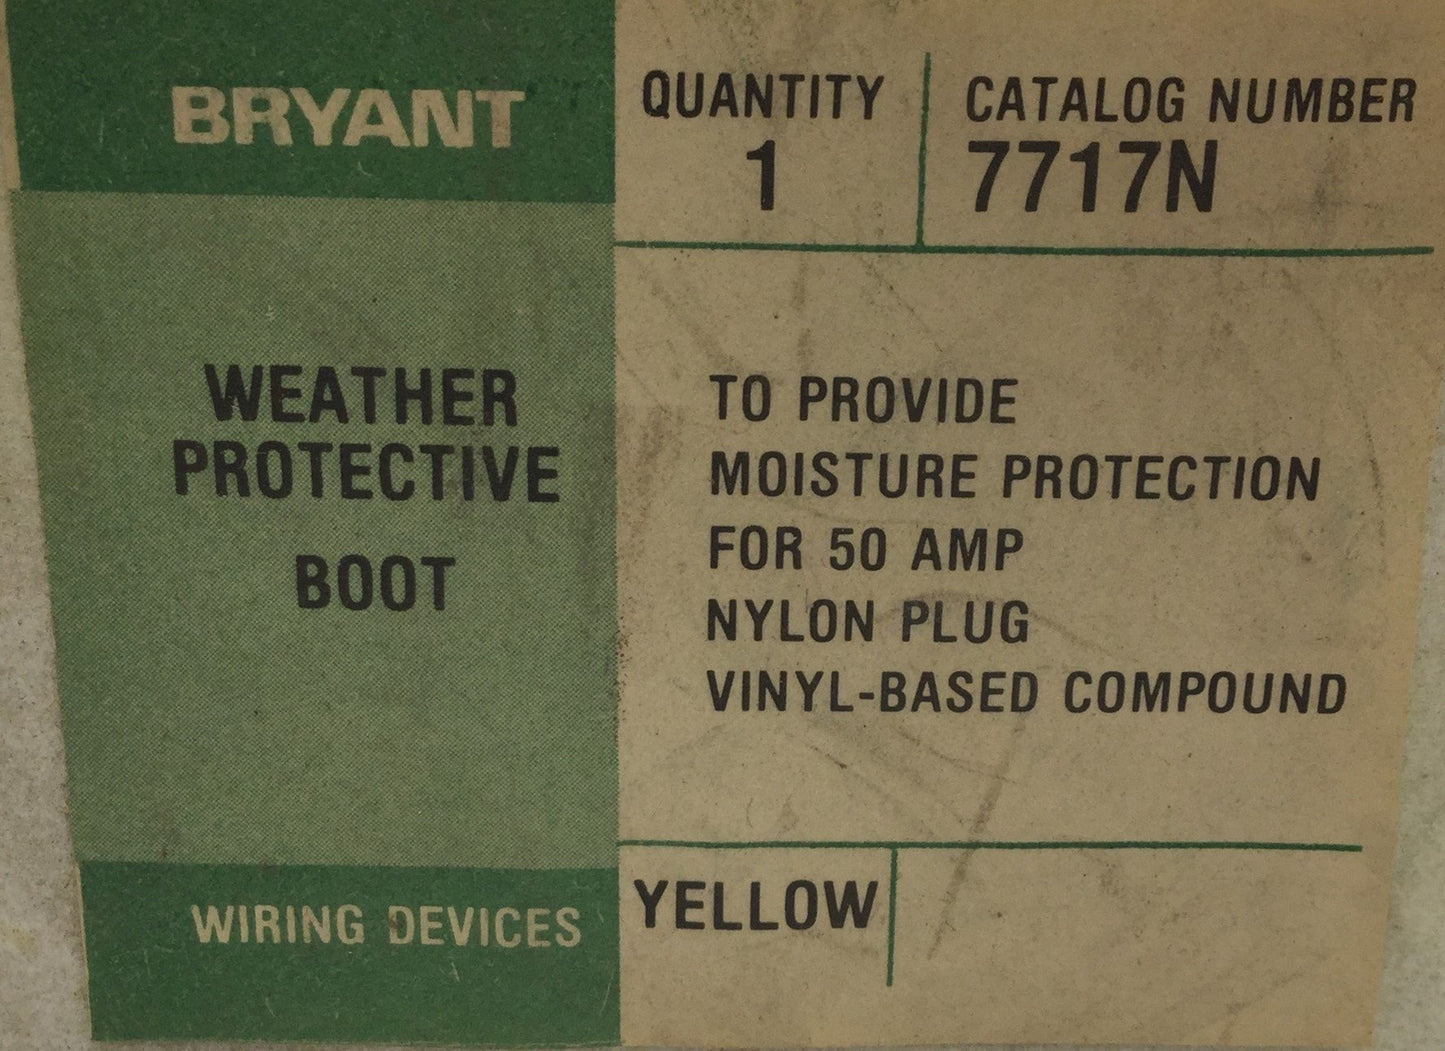 BRYANT
QUANTITY
1
CATALOG NUMBER
7717N
WEATHER
PROTECTIVE
BOOT
TO PROVIDE
MOISTURE PROTECTION
FOR 50 AMP
NYLON PLUG
VINYL-BASED COMPOUND
WIRING DEVICES
YELLOW